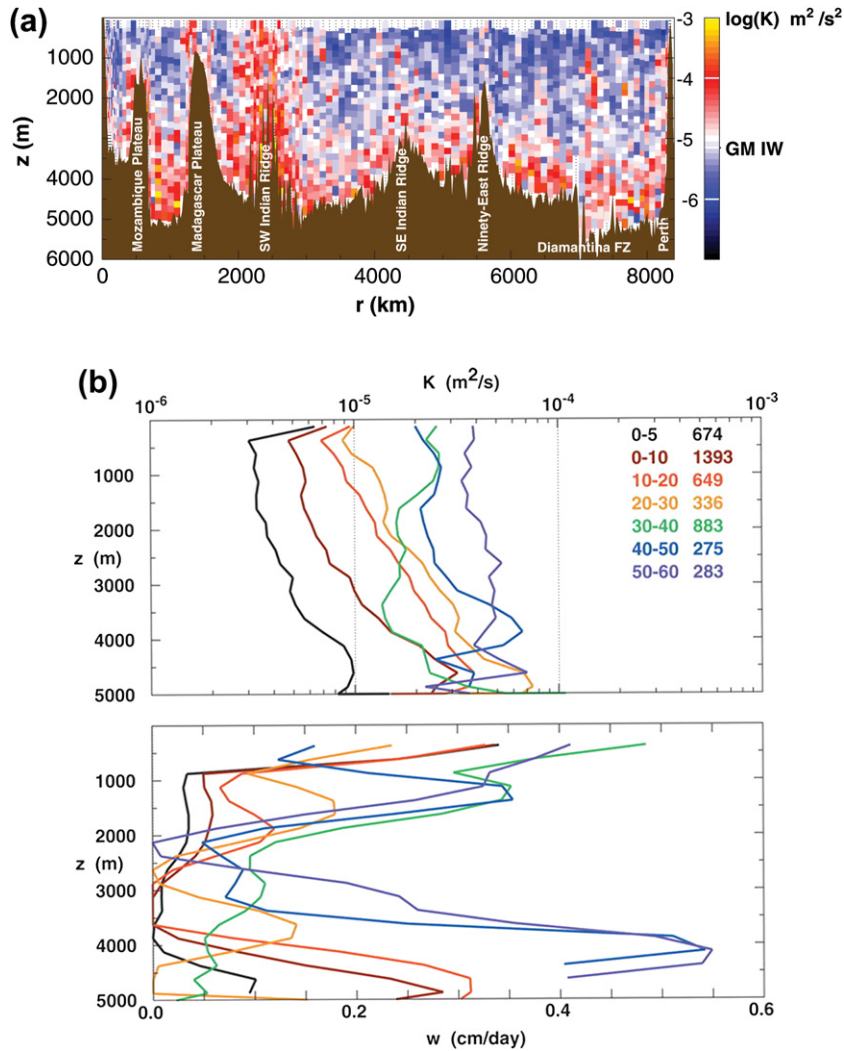 (a)
-3 log(K) m²/s²
1000
2000
z (m)
3000
4000
5000
6000
-4
-5
GM IW
-6
Mozambique Plateau
Madagascar Plateau
SW Indian Ridge
SE Indian Ridge
Ninety-East Ridge
Diamantina FZ
Perth
0 2000 4000 6000 8000
r (km)
(b)
K (m²/s)
10⁻⁶ 10⁻⁵ 10⁻⁴ 10⁻³
0-5 674
0-10 1393
10-20 649
20-30 336
30-40 883
40-50 275
50-60 283
1000
2000
z (m)
3000
4000
5000
1000
2000
z (m)
3000
4000
5000
0.0 0.2 0.4 0.6
w (cm/day)